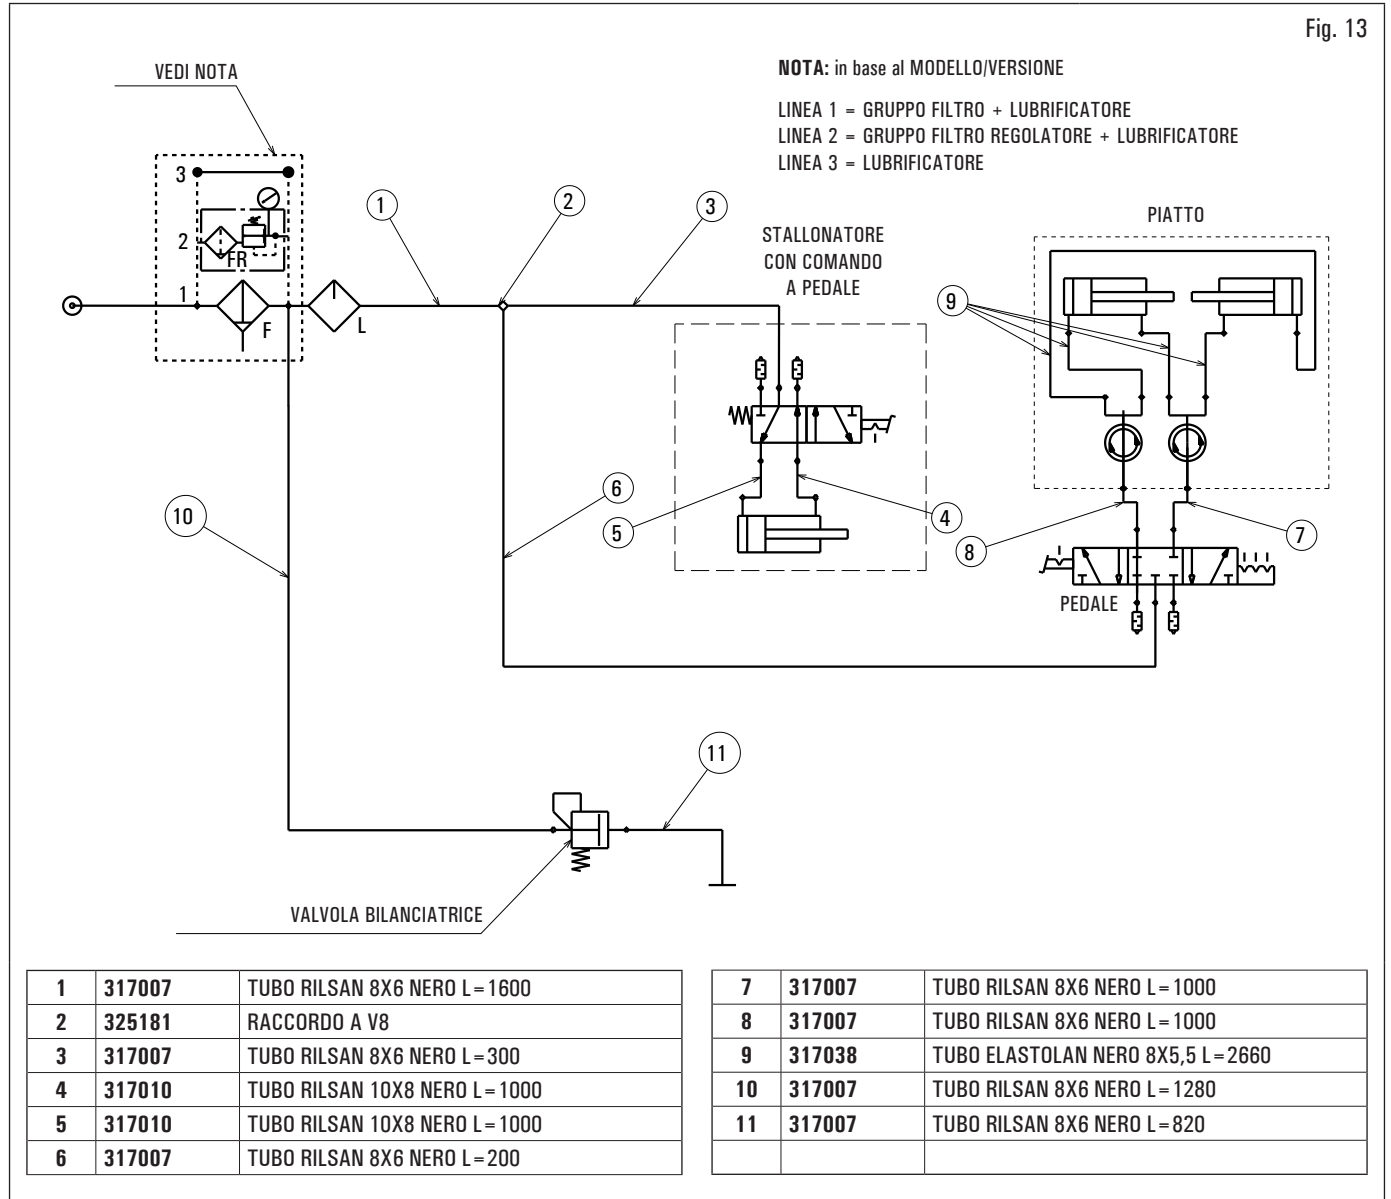 Fig. 13
VEDI NOTA
NOTA: in base al MODELLO/VERSIONE
LINEA 1 = GRUPPO FILTRO + LUBRIFICATORE
LINEA 2 = GRUPPO FILTRO REGOLATORE + LUBRIFICATORE
LINEA 3 = LUBRIFICATORE
3
2
FR
1
F
L
1
2
3
STALLONATORE
CON COMANDO
A PEDALE
PIATTO
9
6
5
4
8
7
PEDALE
10
11
VALVOLA BILANCIATRICE
1 317007 TUBO RILSAN 8X6 NERO L=1600
2 325181 RACCORDO A V8
3 317007 TUBO RILSAN 8X6 NERO L=300
4 317010 TUBO RILSAN 10X8 NERO L=1000
5 317010 TUBO RILSAN 10X8 NERO L=1000
6 317007 TUBO RILSAN 8X6 NERO L=200
7 317007 TUBO RILSAN 8X6 NERO L=1000
8 317007 TUBO RILSAN 8X6 NERO L=1000
9 317038 TUBO ELASTOLAN NERO 8X5,5 L=2660
10 317007 TUBO RILSAN 8X6 NERO L=1280
11 317007 TUBO RILSAN 8X6 NERO L=820